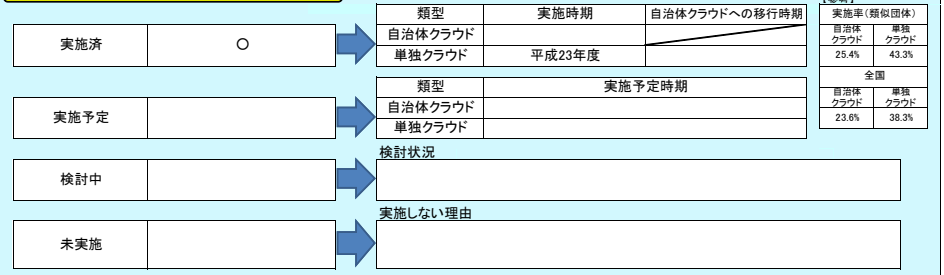 【参考】
類型 実施時期 自治体クラウドへの移行時期
実施率（類似団体）
実施済 ○
自治体クラウド
単独クラウド 平成23年度
自治体クラウド 単独クラウド
25.4% 43.3%
全国
自治体クラウド 単独クラウド
23.6% 38.3%
類型 実施予定時期
実施予定
自治体クラウド
単独クラウド
検討状況
検討中
実施しない理由
未実施